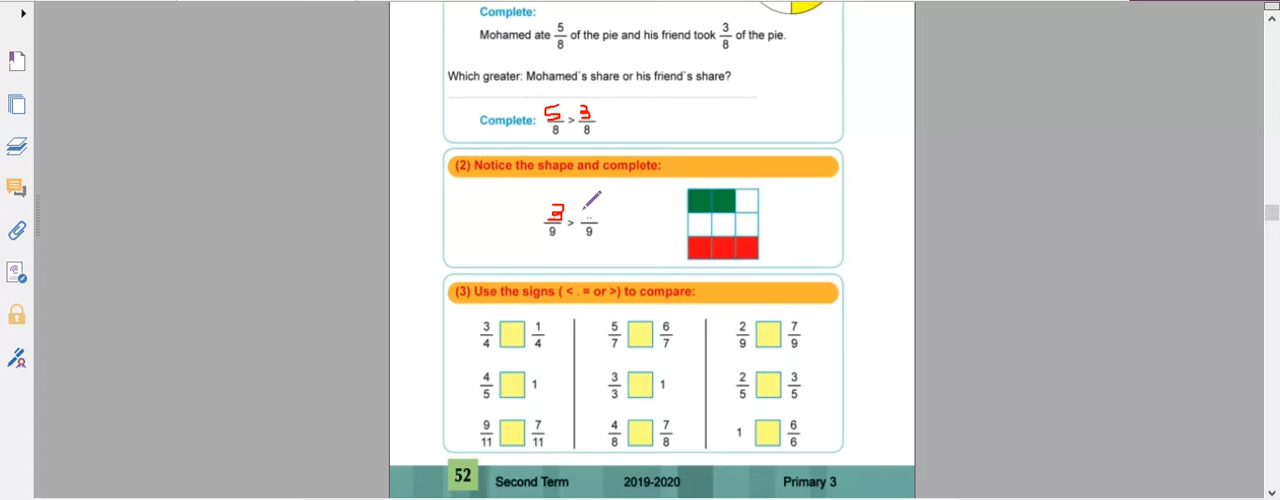 Complete:
Mohamed ate 5/8 of the pie and his friend took 3/8 of the pie.
Which greater: Mohamed`s share or his friend`s share?
Complete: 5/8 > 3/8
(2) Notice the shape and complete:
3/9 > ../9
(3) Use the signs ( < . = or >) to compare:
3/4 1/4 5/7 6/7 2/9 7/9
4/5 1 3/3 1 2/5 3/5
9/11 7/11 4/8 7/8 1 6/6
52 Second Term 2019-2020 Primary 3